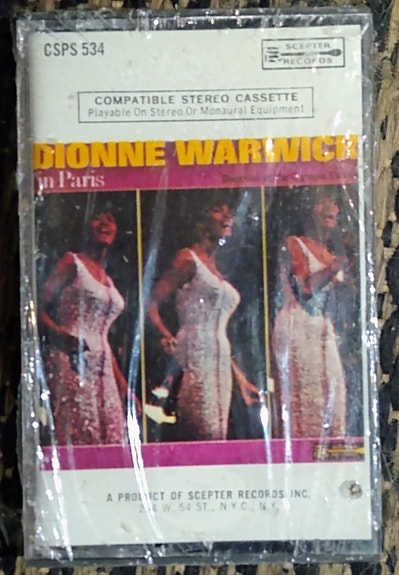 CSPS 534
SCEPTER
RECORDS
COMPATIBLE STEREO CASSETTE
Playable On Stereo Or Monaural Equipment
DIONNE WARWICK
in Paris
A PRODUCT OF SCEPTER RECORDS, INC.
254 W. 54 ST., N.Y.C., N.Y.